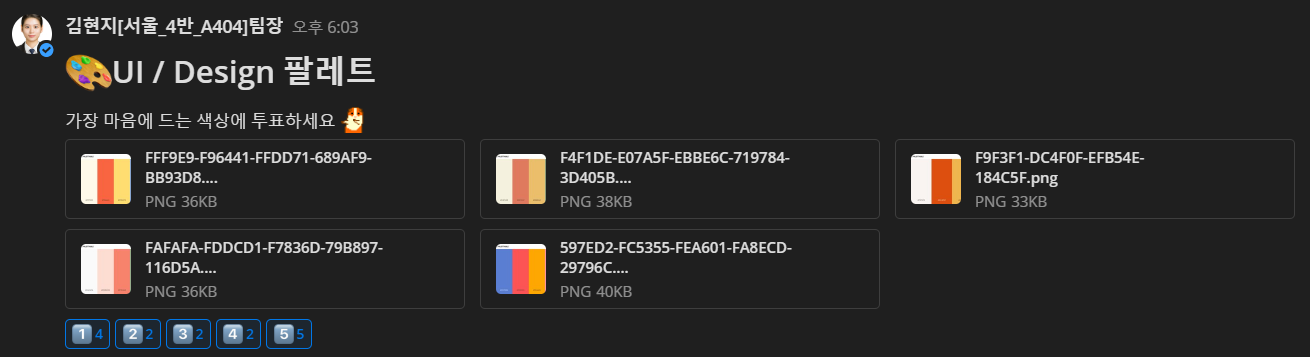 김현지[서울_4반_A404]팀장 오후 6:03
🎨UI / Design 팔레트
가장 마음에 드는 색상에 투표하세요
FFF9E9-F96441-FFDD71-689AF9-
BB93D8....
PNG 36KB
F4F1DE-E07A5F-EBBE6C-719784-
3D405B....
PNG 38KB
F9F3F1-DC4F0F-EFB54E-
184C5F.png
PNG 33KB
FAFAFA-FDDCD1-F7836D-79B897-
116D5A....
PNG 36KB
597ED2-FC5355-FEA601-FA8ECD-
29796C....
PNG 40KB
1 4 2 2 3 2 4 2 5 5